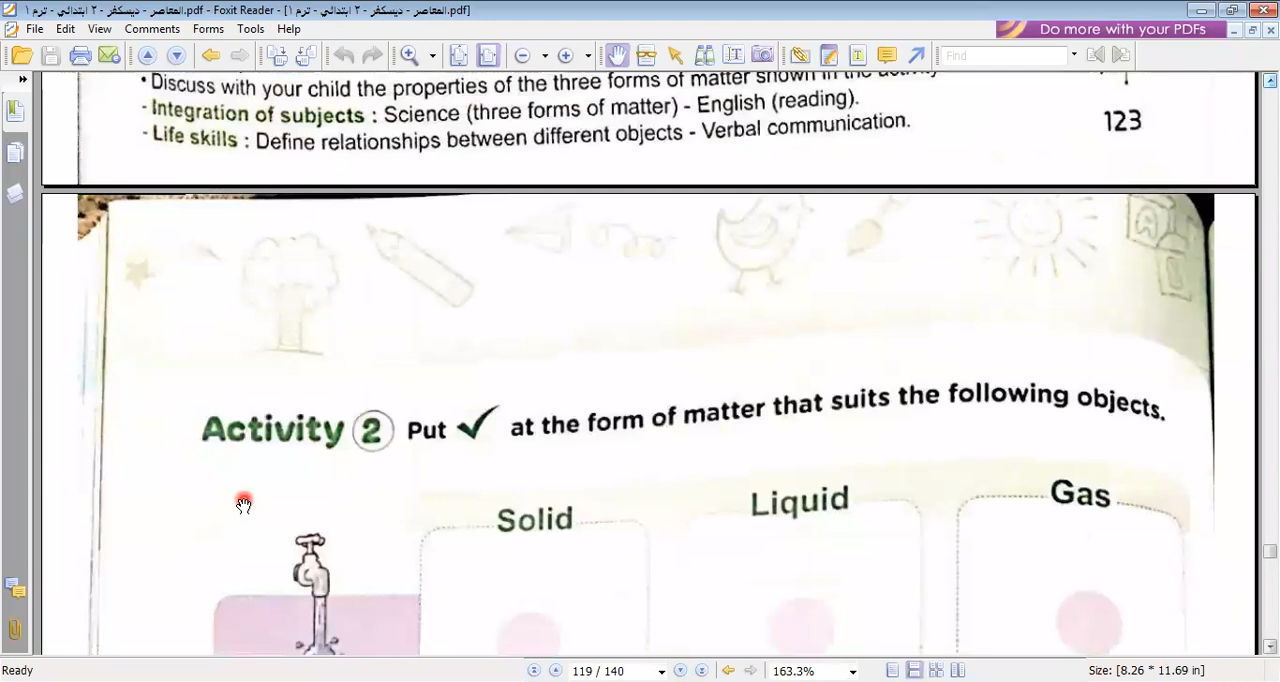 المعاصر - ديسكفر - ٢ ابتدائي - ترم ١.pdf - Foxit Reader - [المعاصر - ديسكفر - ٢ ابتدائي - ترم ١.pdf]
File Edit View Comments Forms Tools Help
Do more with your PDFs
Find
• Discuss with your child the properties of the three forms of matter shown in the activity
- Integration of subjects : Science (three forms of matter) - English (reading).
- Life skills : Define relationships between different objects - Verbal communication.
123
A
Activity 2 Put ✓ at the form of matter that suits the following objects.
Solid Liquid Gas
Ready
119 / 140
163.3%
Size: [8.26 * 11.69 in]